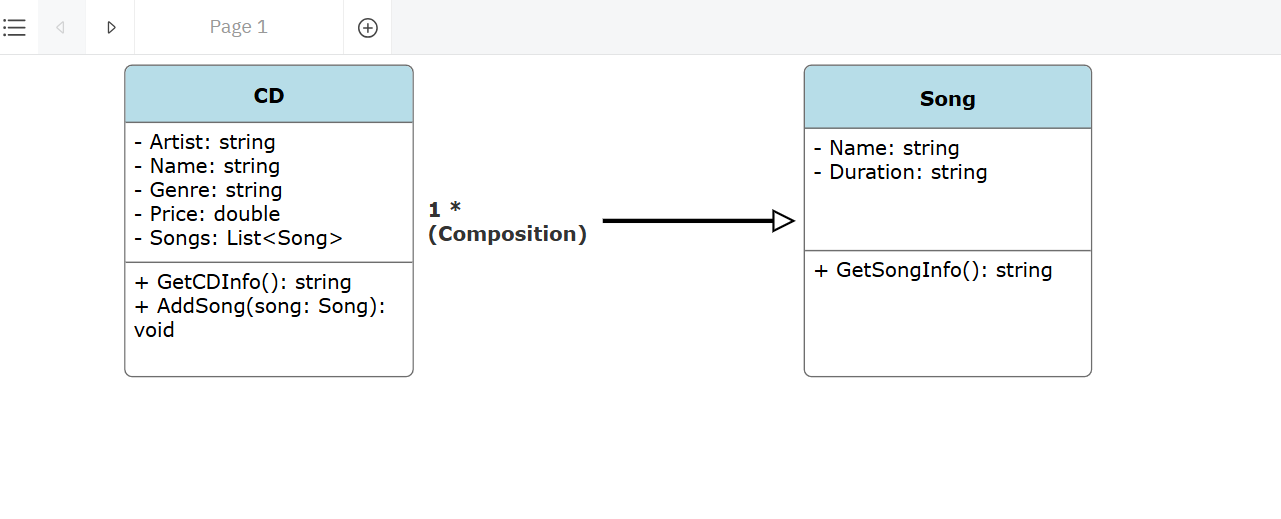 Page 1
CD
- Artist: string
- Name: string
- Genre: string
- Price: double
- Songs: List<Song>
+ GetCDInfo(): string
+ AddSong(song: Song):
void
1 *
(Composition)
Song
- Name: string
- Duration: string
+ GetSongInfo(): string